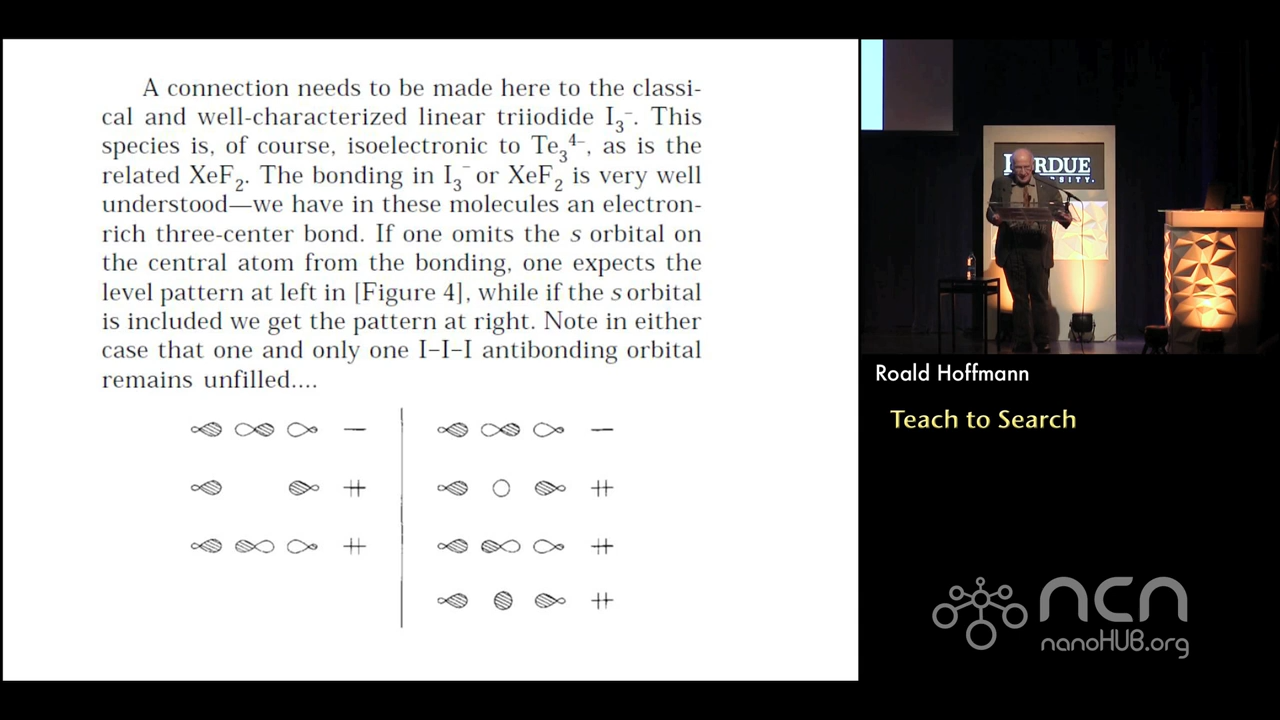 A connection needs to be made here to the classi-
cal and well-characterized linear triiodide I₃⁻. This
species is, of course, isoelectronic to Te₃⁴⁻, as is the
related XeF₂. The bonding in I₃⁻ or XeF₂ is very well
understood—we have in these molecules an electron-
rich three-center bond. If one omits the s orbital on
the central atom from the bonding, one expects the
level pattern at left in [Figure 4], while if the s orbital
is included we get the pattern at right. Note in either
case that one and only one I–I–I antibonding orbital
remains unfilled....
PURDUE
UNIVERSITY.
Roald Hoffmann
Teach to Search
ncn
nanoHUB.org